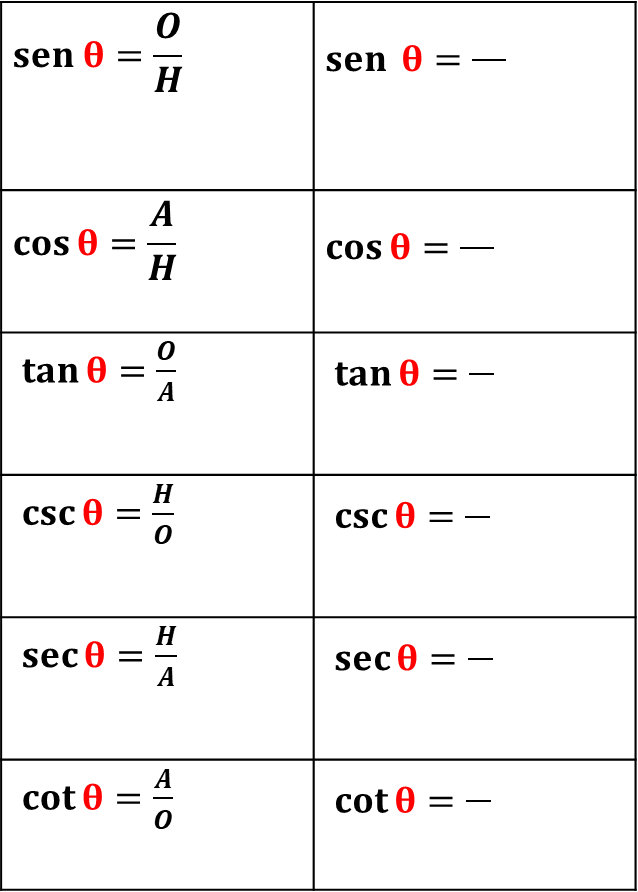 sen θ = O/H
sen θ = —
cos θ = A/H
cos θ = —
tan θ = O/A
tan θ = —
csc θ = H/O
csc θ = —
sec θ = H/A
sec θ = —
cot θ = A/O
cot θ = —